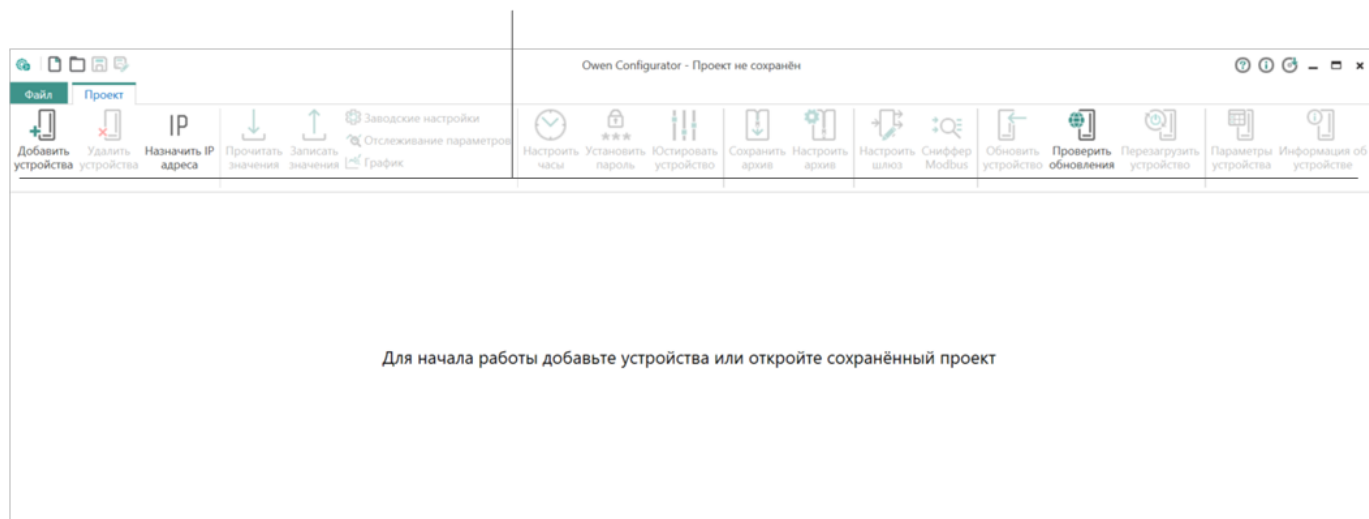 Owen Configurator - Проект не сохранён
Файл
Проект
Добавить устройства
Удалить устройства
Назначить IP адреса
Прочитать значения
Записать значения
Заводские настройки
Отслеживание параметров
График
Настроить часы
Установить пароль
Юстировать устройство
Сохранить архив
Настроить архив
Настроить шлюз
Сниффер Modbus
Обновить устройство
Проверить обновления
Перезагрузить устройство
Параметры устройства
Информация об устройстве
Для начала работы добавьте устройства или откройте сохранённый проект